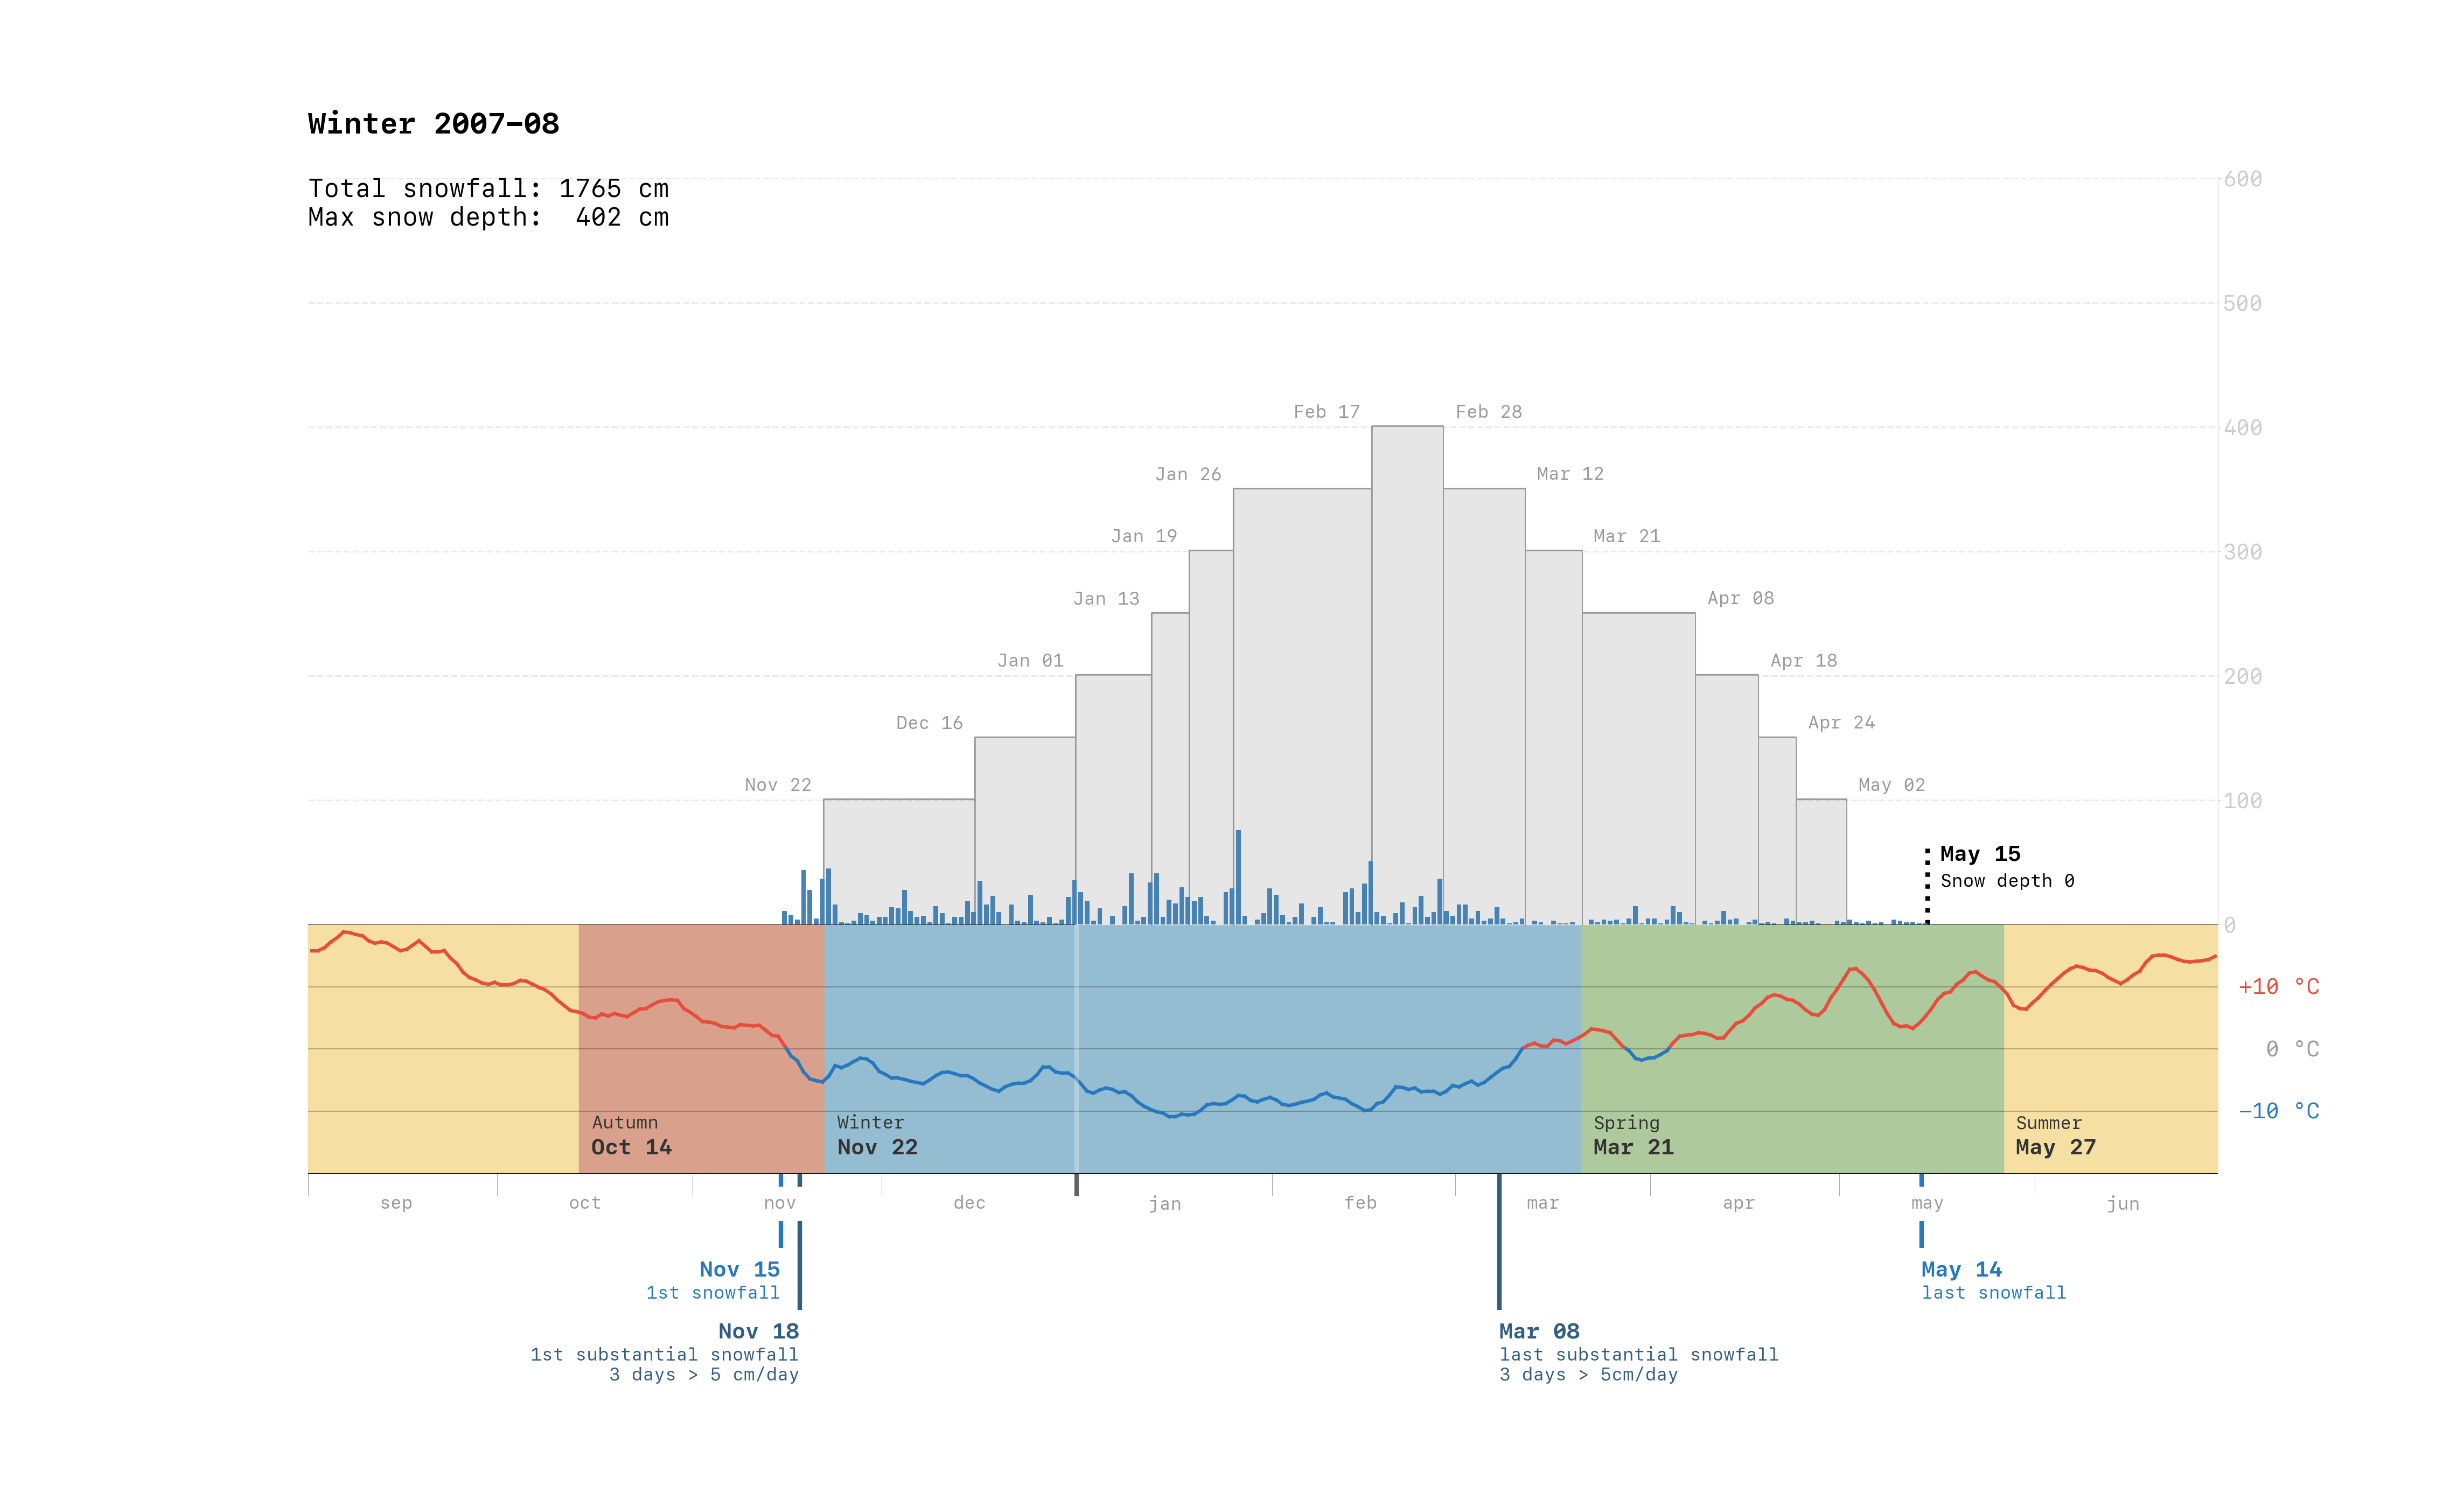 Winter 2007–08
Total snowfall: 1765 cm
Max snow depth:  402 cm
600
500
400
300
200
100
0
Feb 17
Feb 28
Jan 26
Mar 12
Jan 19
Mar 21
Jan 13
Apr 08
Jan 01
Apr 18
Dec 16
Apr 24
Nov 22
May 02
May 15
Snow depth 0
+10 °C
0 °C
−10 °C
Autumn
Oct 14
Winter
Nov 22
Spring
Mar 21
Summer
May 27
sep oct nov dec jan feb mar apr may jun
Nov 15
1st snowfall
Nov 18
1st substantial snowfall
3 days > 5 cm/day
Mar 08
last substantial snowfall
3 days > 5cm/day
May 14
last snowfall